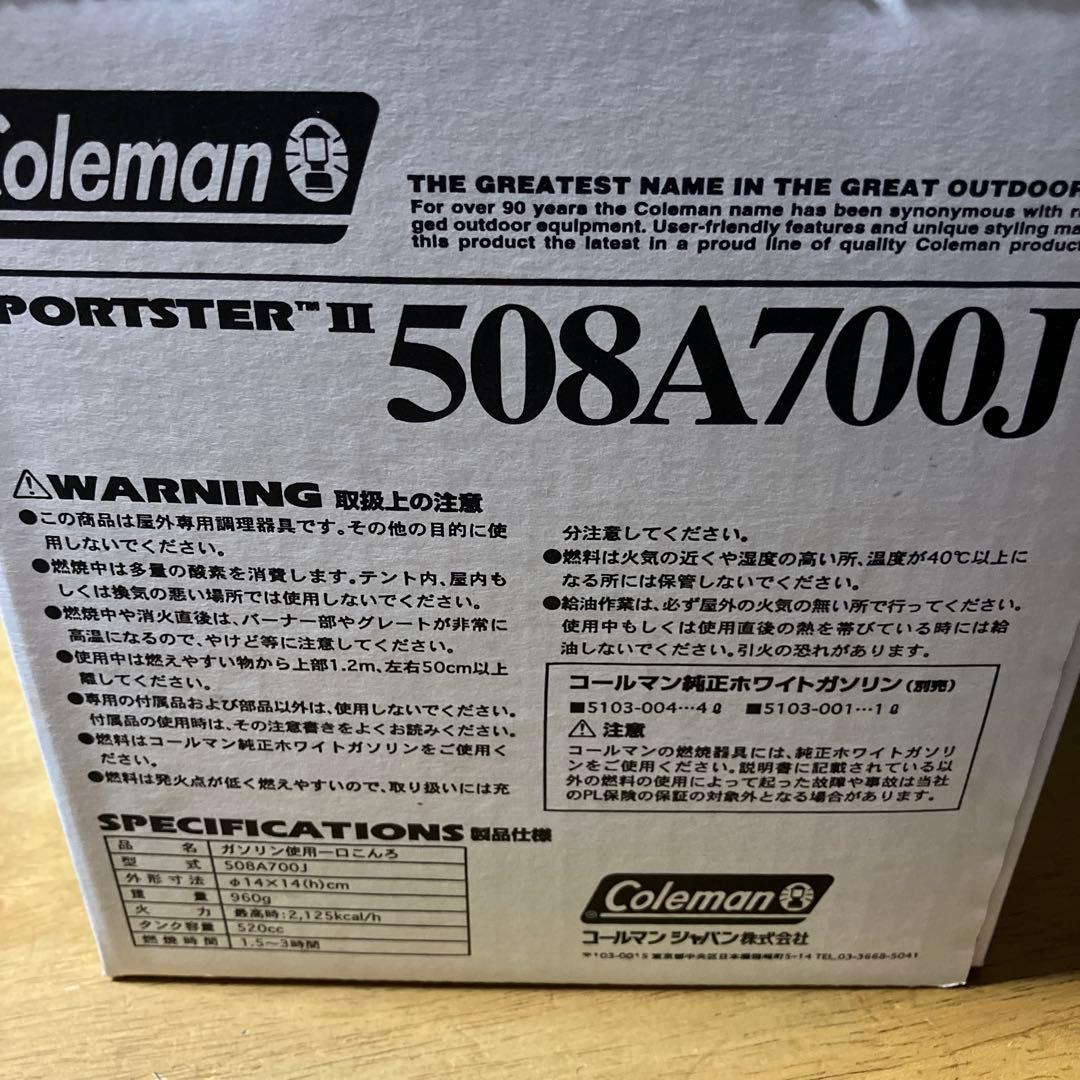 Coleman
THE GREATEST NAME IN THE GREAT OUTDOOR
For over 90 years the Coleman name has been synonymous with
ged outdoor equipment. User-friendly features and unique styling
this product the latest in a proud line of quality Coleman
PORTSTER™ II
508A700J
⚠WARNING 取扱上の注意
●この商品は屋外専用調理器具です。その他の目的に使
用しないでください。
●燃焼中は多量の酸素を消費します。テント内、屋内も
しくは換気の悪い場所では使用しないでください。
●燃焼中や消火直後は、バーナー部やグレートが非常に
高温になるので、やけど等に注意してください。
●使用中は燃えやすい物から上部1.2m、左右50cm以上
離してください。
●専用の付属品および部品以外は、使用しないでください。
付属品の使用時は、その注意書きをよくお読みください。
●燃料はコールマン純正ホワイトガソリンをご使用く
ださい。
●燃料は発火点が低く燃えやすいので、取り扱いには充
分注意してください。
●燃料は火気の近くや湿度の高い所、温度が40℃以上に
なる所には保管しないでください。
●給油作業は、必ず屋外の火気の無い所で行ってください。
使用中もしくは使用直後の熱を帯びている時には給
油しないでください。引火の恐れがあります。
コールマン純正ホワイトガソリン(別売)
■5103-004…4ℓ ■5103-001…1ℓ
⚠ 注意
コールマンの燃焼器具には、純正ホワイトガソリ
ンをご使用ください。説明書に記載されている以
外の燃料の使用によって起った故障や事故は当社
のPL保険の保証の対象外となる場合があります。
SPECIFICATIONS 製品仕様
品名 ガソリン使用一口こんろ
型式 508A700J
外形寸法 φ14×14(h)cm
重量 960g
火力 最高時:2,125kcal/h
タンク容量 520cc
燃焼時間 1.5〜3時間
Coleman
コールマン ジャパン株式会社
〒103-0015 東京都中央区日本橋箱崎町5-14 TEL.03-3668-5041